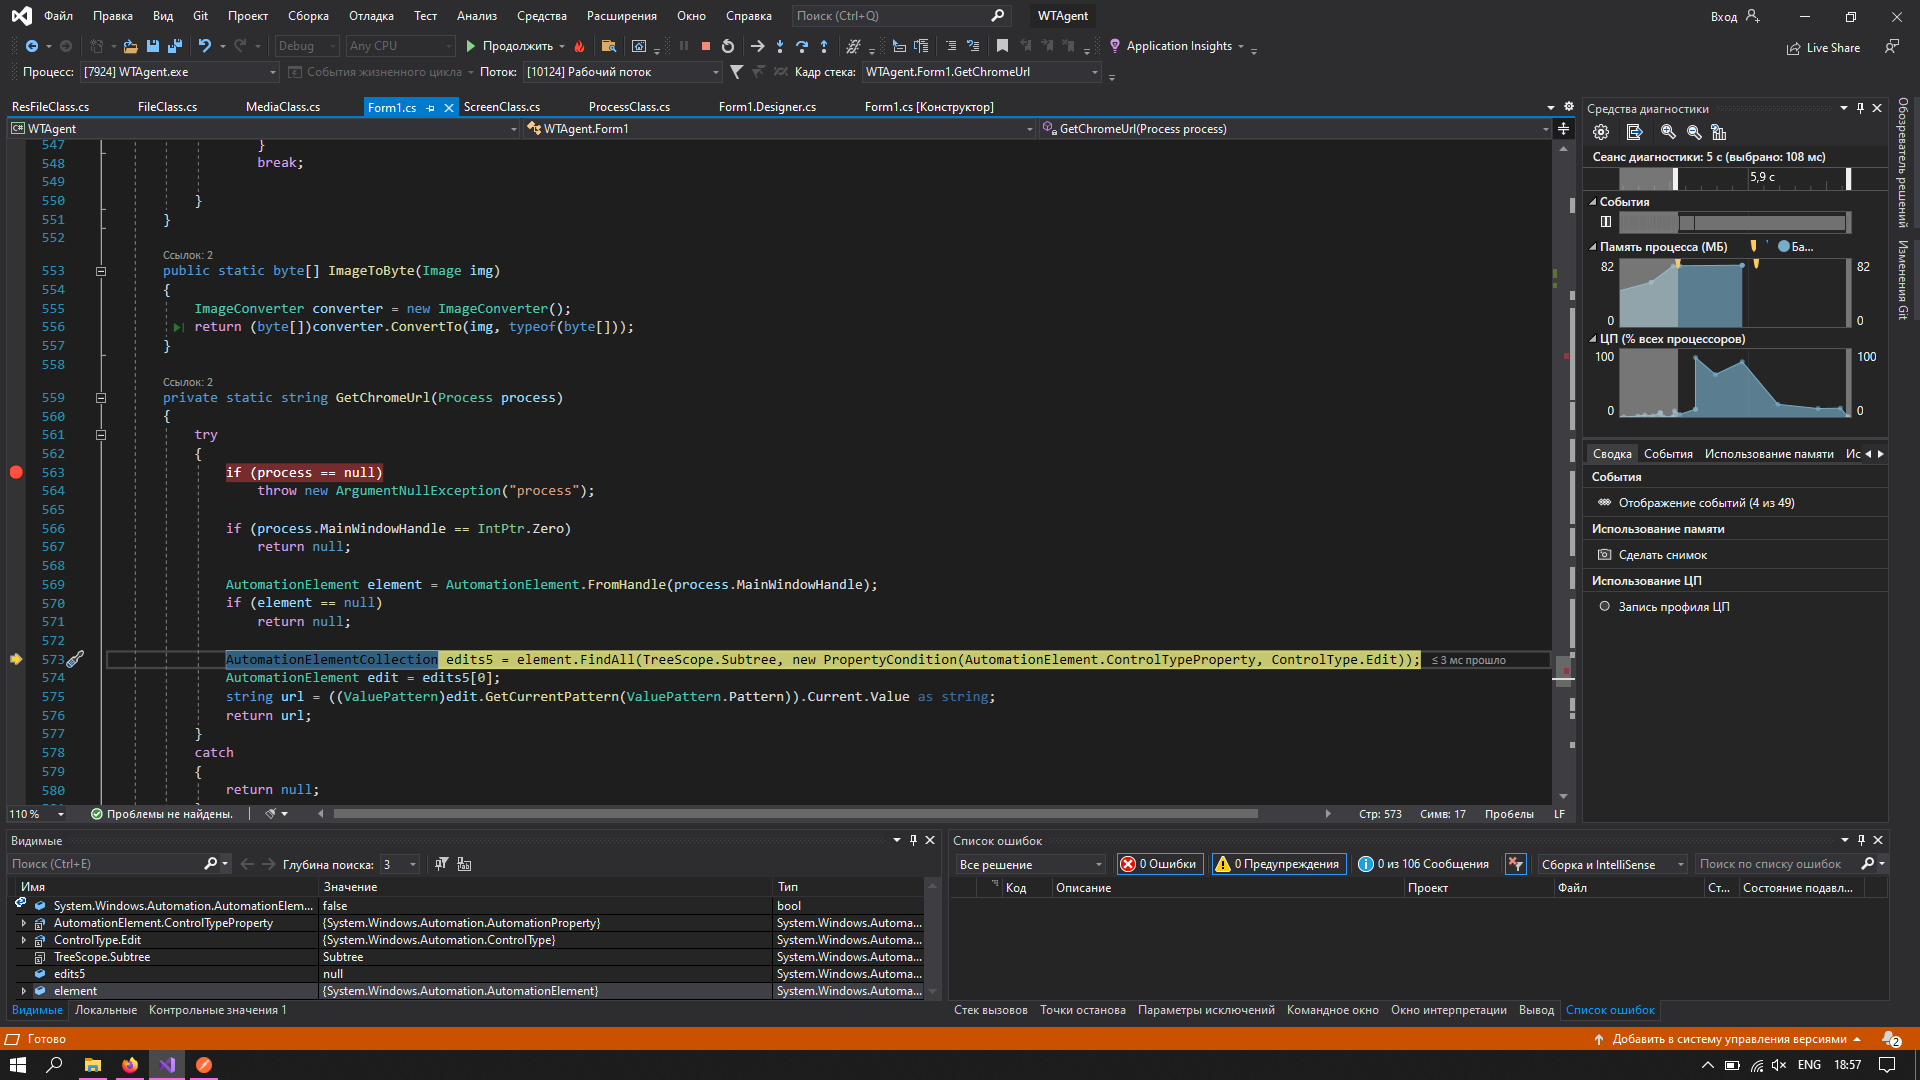 Файл Правка Вид Git Проект Сборка Отладка Тест Анализ Средства Расширения Окно Справка Поиск (Ctrl+Q) WTAgent Вход
Debug Any CPU Продолжить Application Insights Live Share
Процесс: [7924] WTAgent.exe События жизненного цикла Поток: [10124] Рабочий поток Кадр стека: WTAgent.Form1.GetChromeUrl
ResFileClass.cs FileClass.cs MediaClass.cs Form1.cs ScreenClass.cs ProcessClass.cs Form1.Designer.cs Form1.cs [Конструктор]
WTAgent WTAgent.Form1 GetChromeUrl(Process process)
547 }
548 break;
549
550 }
551 }
552
Ссылок: 2
553 public static byte[] ImageToByte(Image img)
554 {
555 ImageConverter converter = new ImageConverter();
556 return (byte[])converter.ConvertTo(img, typeof(byte[]));
557 }
558
Ссылок: 2
559 private static string GetChromeUrl(Process process)
560 {
561 try
562 {
563 if (process == null)
564 throw new ArgumentNullException("process");
565
566 if (process.MainWindowHandle == IntPtr.Zero)
567 return null;
568
569 AutomationElement element = AutomationElement.FromHandle(process.MainWindowHandle);
570 if (element == null)
571 return null;
572
573 AutomationElementCollection edits5 = element.FindAll(TreeScope.Subtree, new PropertyCondition(AutomationElement.ControlTypeProperty, ControlType.Edit)); ≤ 3 мс прошло
574 AutomationElement edit = edits5[0];
575 string url = ((ValuePattern)edit.GetCurrentPattern(ValuePattern.Pattern)).Current.Value as string;
576 return url;
577 }
578 catch
579 {
580 return null;
110 % Проблемы не найдены. Стр: 573 Симв: 17 Пробелы LF
Средства диагностики
Сеанс диагностики: 5 с (выбрано: 108 мс)
5,9 с
События
Память процесса (МБ) Ба...
82 82
0 0
ЦП (% всех процессоров)
100 100
0 0
Сводка События Использование памяти Ис
События
Отображение событий (4 из 49)
Использование памяти
Сделать снимок
Использование ЦП
Запись профиля ЦП
Обозреватель решений
Изменения Git
Видимые
Поиск (Ctrl+E) Глубина поиска: 3
Имя Значение Тип
System.Windows.Automation.AutomationElem... false bool
AutomationElement.ControlTypeProperty {System.Windows.Automation.AutomationProperty} System.Windows.Automa...
ControlType.Edit {System.Windows.Automation.ControlType} System.Windows.Automa...
TreeScope.Subtree Subtree System.Windows.Automa...
edits5 null System.Windows.Automa...
element {System.Windows.Automation.AutomationElement} System.Windows.Automa...
Видимые Локальные Контрольные значения 1
Список ошибок
Все решение 0 Ошибки 0 Предупреждения 0 из 106 Сообщения Сборка и IntelliSense Поиск по списку ошибок
Код Описание Проект Файл Ст... Состояние подавл...
Стек вызовов Точки останова Параметры исключений Командное окно Окно интерпретации Вывод Список ошибок
Готово Добавить в систему управления версиями 2
ENG 18:57